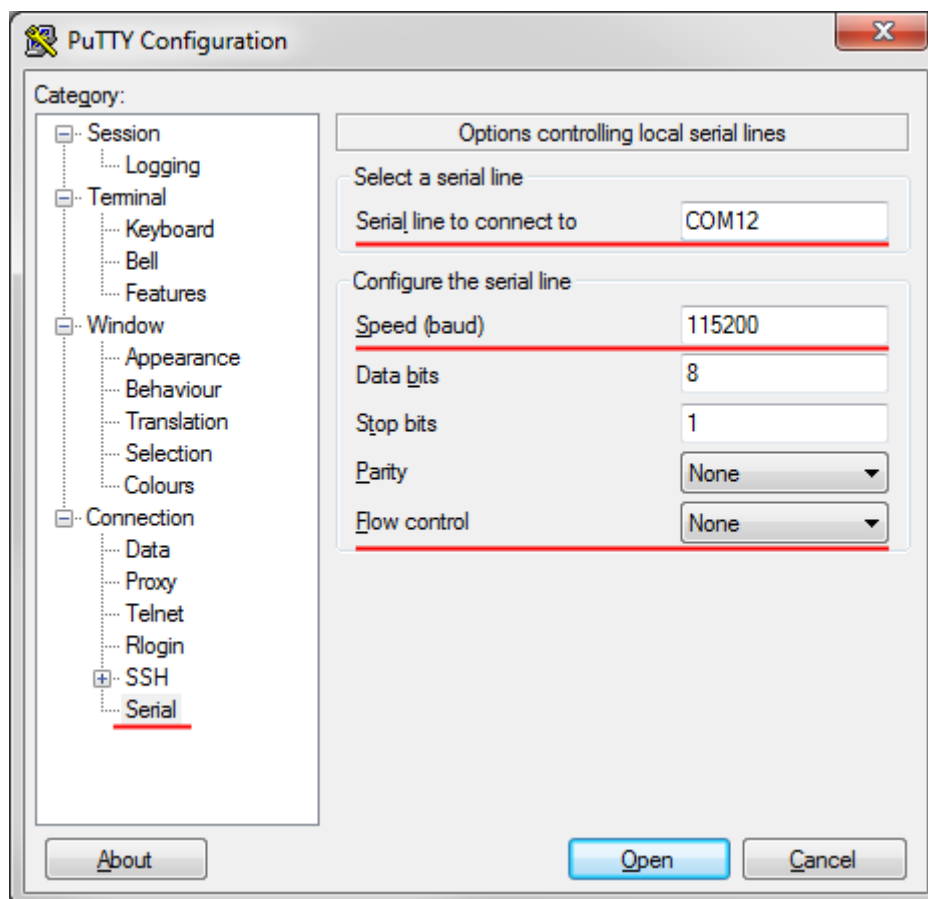 PuTTY Configuration
Category:
Session
Logging
Terminal
Keyboard
Bell
Features
Window
Appearance
Behaviour
Translation
Selection
Colours
Connection
Data
Proxy
Telnet
Rlogin
SSH
Serial
Options controlling local serial lines
Select a serial line
Serial line to connect to COM12
Configure the serial line
Speed (baud) 115200
Data bits 8
Stop bits 1
Parity None
Flow control None
About Open Cancel